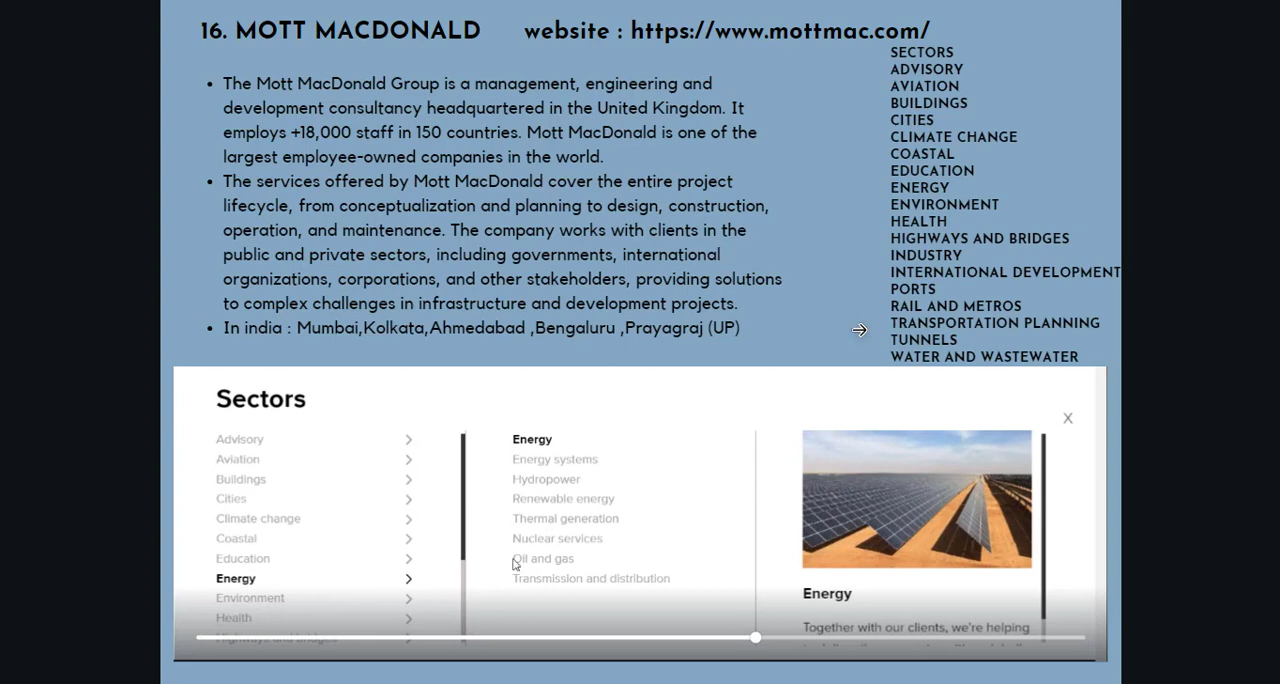 16. MOTT MACDONALD website : https://www.mottmac.com/
• The Mott MacDonald Group is a management, engineering and
development consultancy headquartered in the United Kingdom. It
employs +18,000 staff in 150 countries. Mott MacDonald is one of the
largest employee-owned companies in the world.
• The services offered by Mott MacDonald cover the entire project
lifecycle, from conceptualization and planning to design, construction,
operation, and maintenance. The company works with clients in the
public and private sectors, including governments, international
organizations, corporations, and other stakeholders, providing solutions
to complex challenges in infrastructure and development projects.
• In india : Mumbai,Kolkata,Ahmedabad ,Bengaluru ,Prayagraj (UP)
SECTORS
ADVISORY
AVIATION
BUILDINGS
CITIES
CLIMATE CHANGE
COASTAL
EDUCATION
ENERGY
ENVIRONMENT
HEALTH
HIGHWAYS AND BRIDGES
INDUSTRY
INTERNATIONAL DEVELOPMENT
PORTS
RAIL AND METROS
TRANSPORTATION PLANNING
TUNNELS
WATER AND WASTEWATER
Sectors
X
Advisory
Aviation
Buildings
Cities
Climate change
Coastal
Education
Energy
Environment
Health
Highways and bridges
Energy
Energy systems
Hydropower
Renewable energy
Thermal generation
Nuclear services
Oil and gas
Transmission and distribution
Energy
Together with our clients, we're helping